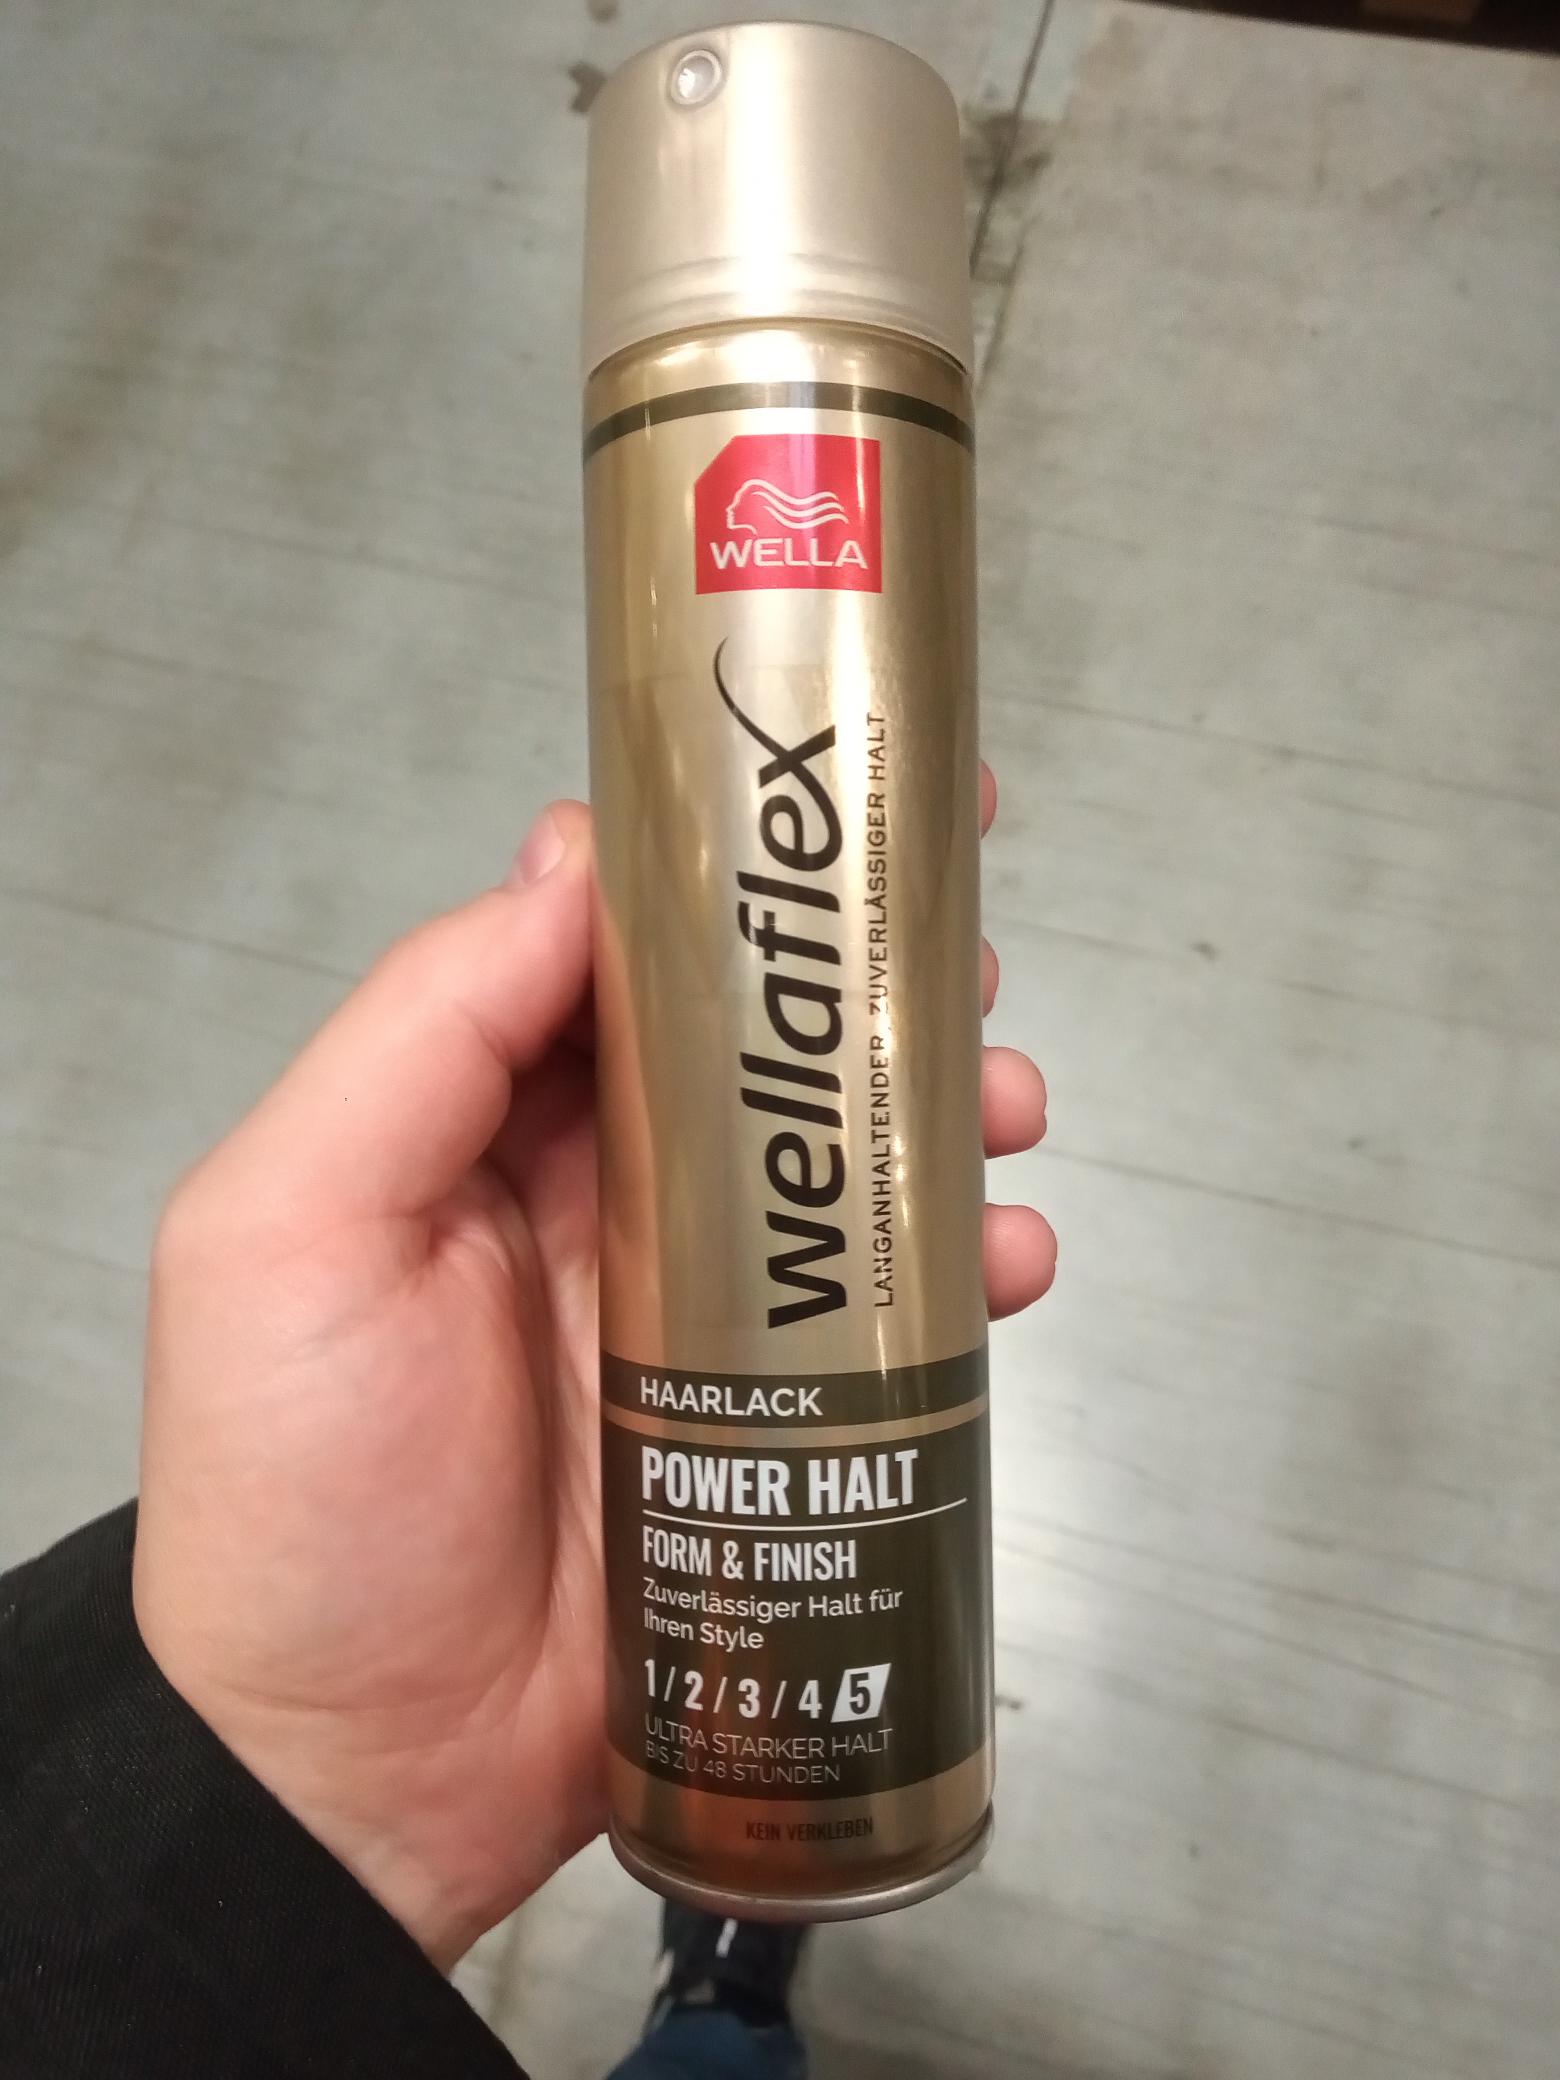 WELLA
wellaflex
LANGANHALTENDER, ZUVERLÄSSIGER HALT
HAARLACK
POWER HALT
FORM & FINISH
Zuverlässiger Halt für
Ihren Style
1 / 2 / 3 / 4 / 5
ULTRA STARKER HALT
BIS ZU 48 STUNDEN
KEIN VERKLEBEN